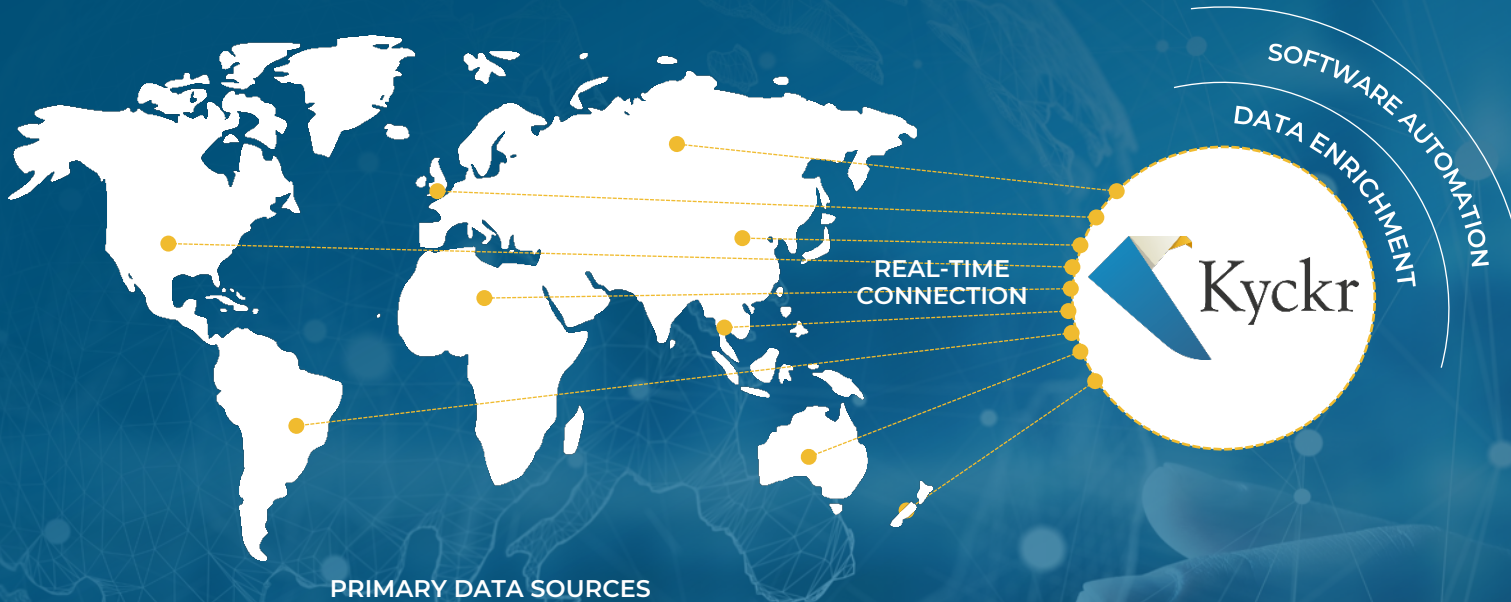 SOFTWARE AUTOMATION
DATA ENRICHMENT
REAL-TIME
CONNECTION
Kyckr
PRIMARY DATA SOURCES